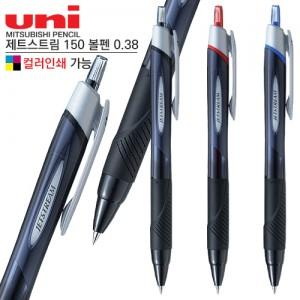 uni
MITSUBISHI PENCIL
제트스트림 150 볼펜 0.38
컬러인쇄 가능
JETSTREAM
JETSTREAM
JETSTREAM
JETSTREAM